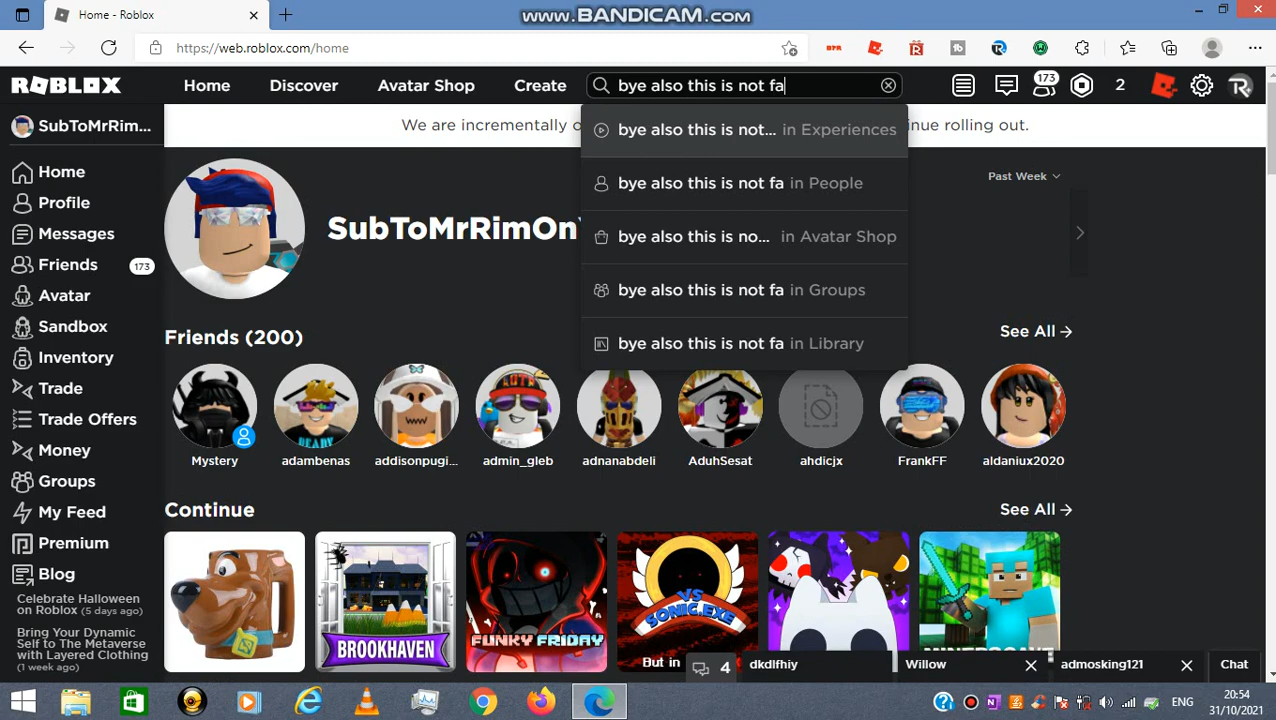 Home - Roblox
www.BANDICAM.com
https://web.roblox.com/home
ROBLOX
Home
Discover
Avatar Shop
Create
bye also this is not fa
173
2
bye also this is not... in Experiences
bye also this is not fa in People
bye also this is no... in Avatar Shop
bye also this is not fa in Groups
bye also this is not fa in Library
SubToMrRim...
We are incrementally
nue rolling out.
Home
Profile
Messages
Friends 173
Avatar
Sandbox
Inventory
Trade
Trade Offers
Money
Groups
My Feed
Premium
Blog
Celebrate Halloween
on Roblox (5 days ago)
Bring Your Dynamic
Self to The Metaverse
with Layered Clothing
(1 week ago)
SubToMrRimOn
Past Week
Friends (200)
See All
Mystery
adambenas
addisonpugi...
admin_gleb
adnanabdeli
AduhSesat
ahdicjx
FrankFF
aldaniux2020
Continue
See All
BROOKHAVEN
FUNKY FRIDAY
VS
SONIC.EXE
But in
4
dkdlfhiy
Willow
admosking121
Chat
ENG
20:54
31/10/2021